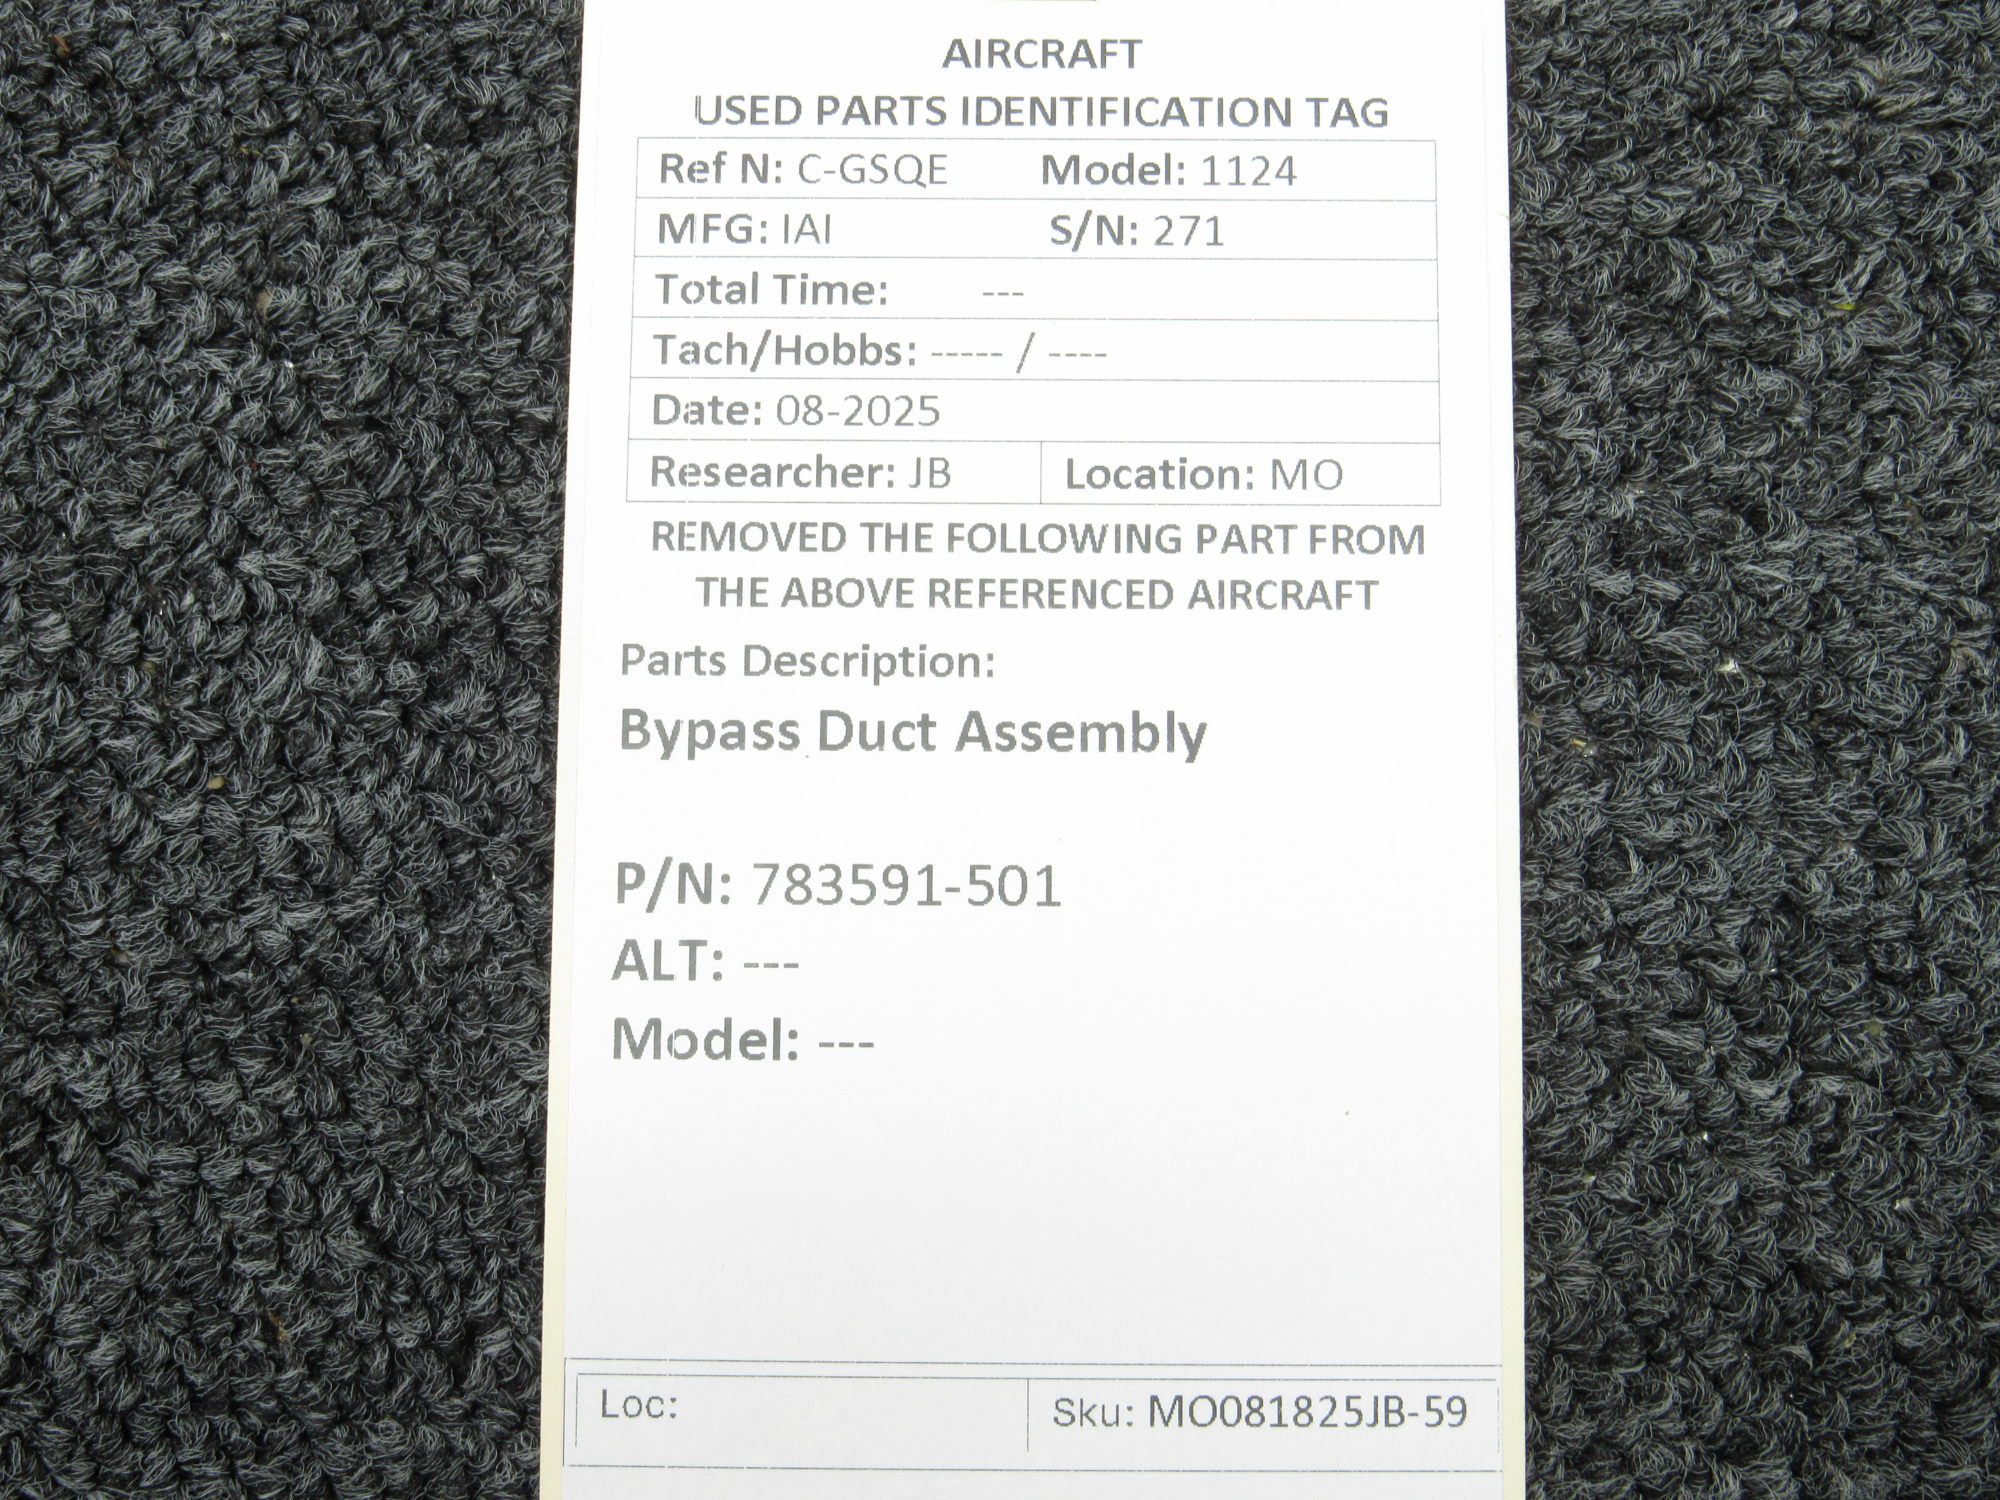 AIRCRAFT
USED PARTS IDENTIFICATION TAG
Ref N: C-GSQE Model: 1124
MFG: IAI S/N: 271
Total Time: ---
Tach/Hobbs: ----- / ----
Date: 08-2025
Researcher: JB Location: MO
REMOVED THE FOLLOWING PART FROM
THE ABOVE REFERENCED AIRCRAFT
Parts Description:
Bypass Duct Assembly
P/N: 783591-501
ALT: ---
Model: ---
Loc: Sku: MO081825JB-59